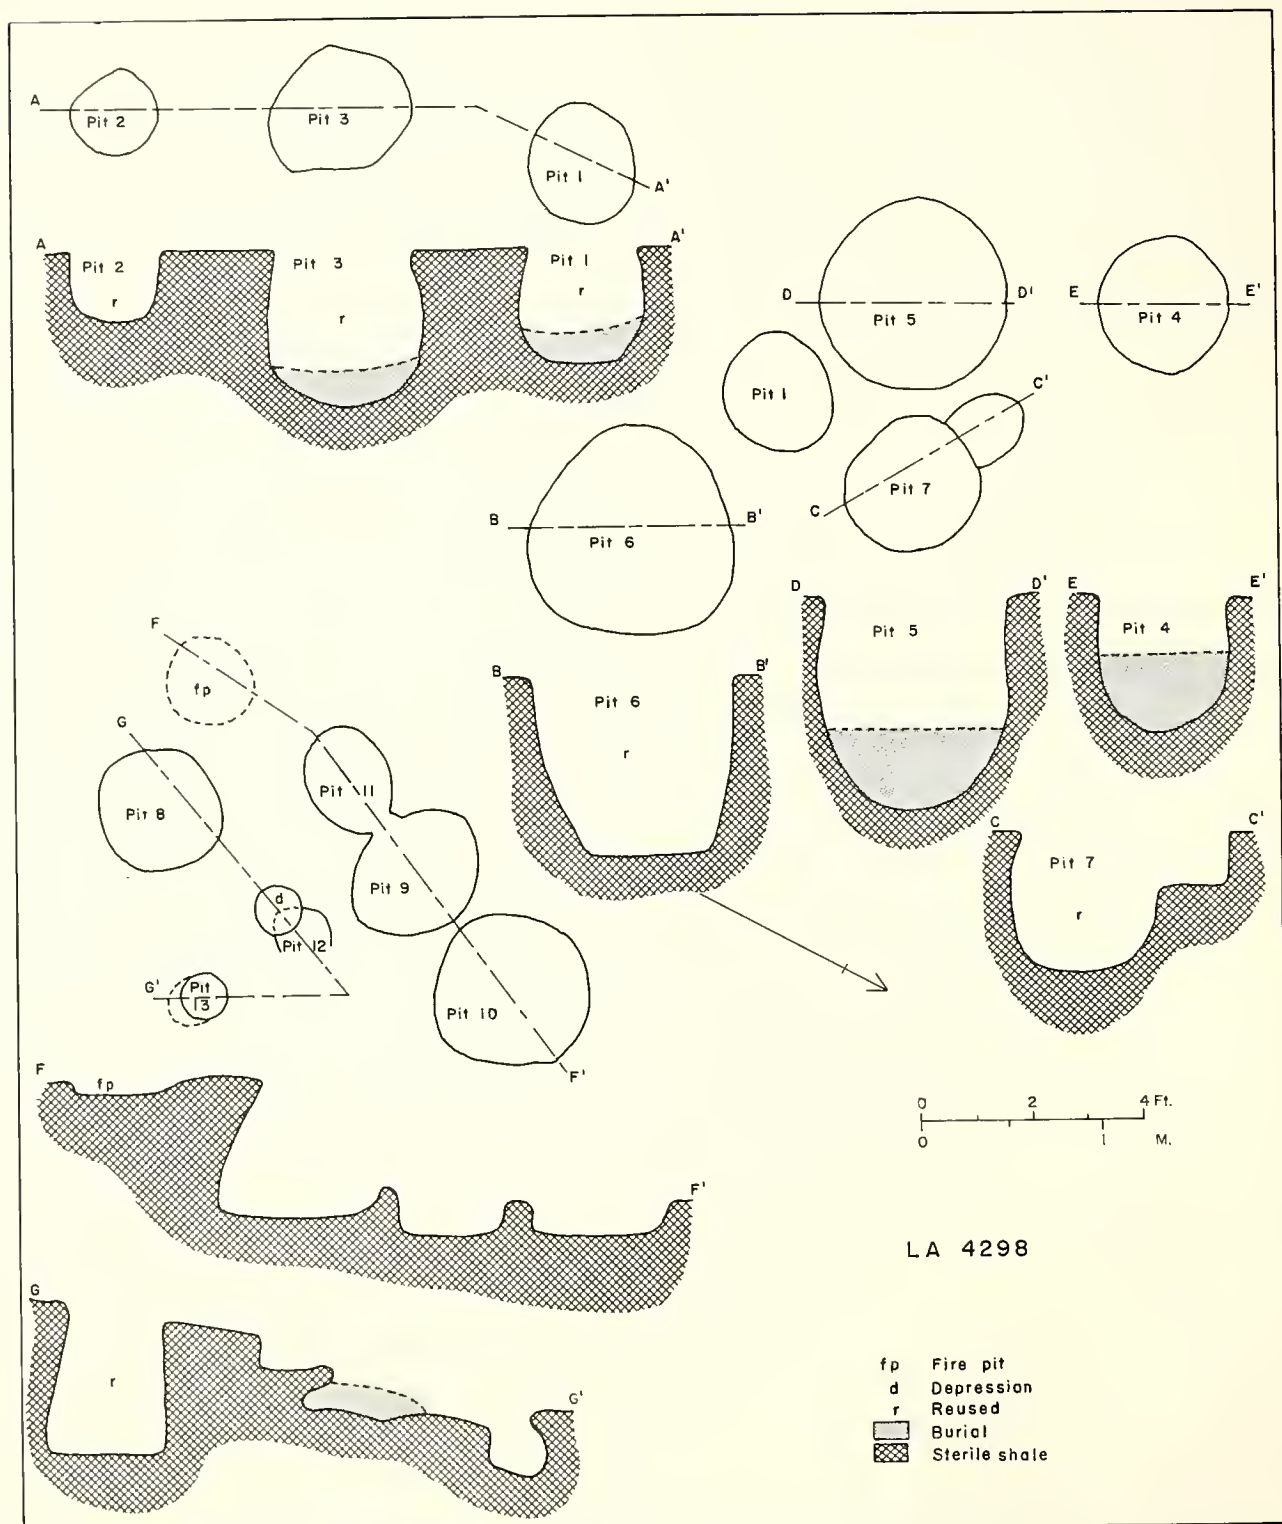 A
Pit 2
Pit 3
Pit 1
A'
A
Pit 2
r
Pit 3
r
Pit 1
r
A'
D
Pit 5
D'
E
Pit 4
E'
Pit 1
C'
Pit 7
C
B
Pit 6
B'
D
Pit 5
D'
E
Pit 4
E'
B
Pit 6
r
B'
C
Pit 7
r
C'
F
fp
G
Pit 8
Pit 11
Pit 9
d
Pit 12
G'
Pit
13
Pit 10
F'
F
fp
F'
0 2 4 Ft.
0 1 M.
LA 4298
G
r
G'
fp Fire pit
d Depression
r Reused
Burial
Sterile shale